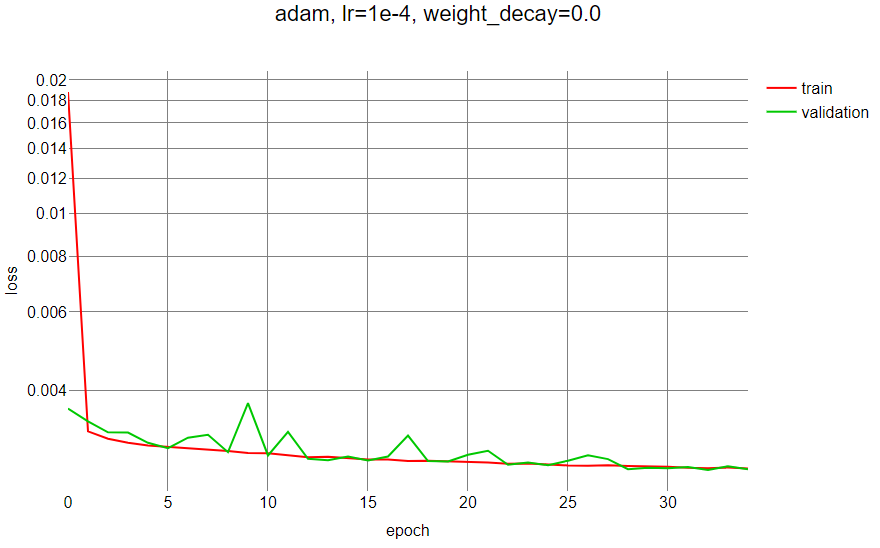 adam, lr=1e-4, weight_decay=0.0
0.02
0.018
0.016
0.014
0.012
0.01
0.008
0.006
0.004
loss
0 5 10 15 20 25 30
epoch
train
validation